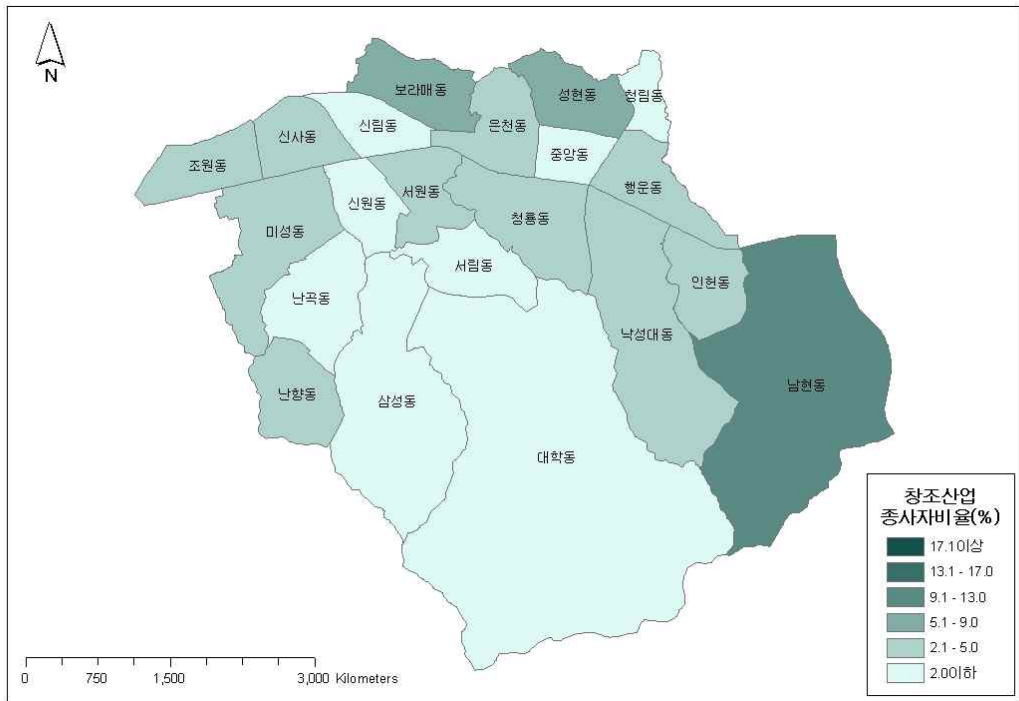 N
보라매동
성현동
청림동
신림동
은천동
신사동
중앙동
조원동
행운동
서원동
신원동
청룡동
미성동
서림동
인헌동
난곡동
낙성대동
남현동
난향동
삼성동
대학동
창조산업
종사자비율(%)
17.1이상
13.1 - 17.0
9.1 - 13.0
5.1 - 9.0
2.1 - 5.0
2.0이하
0 750 1,500 3,000 Kilometers